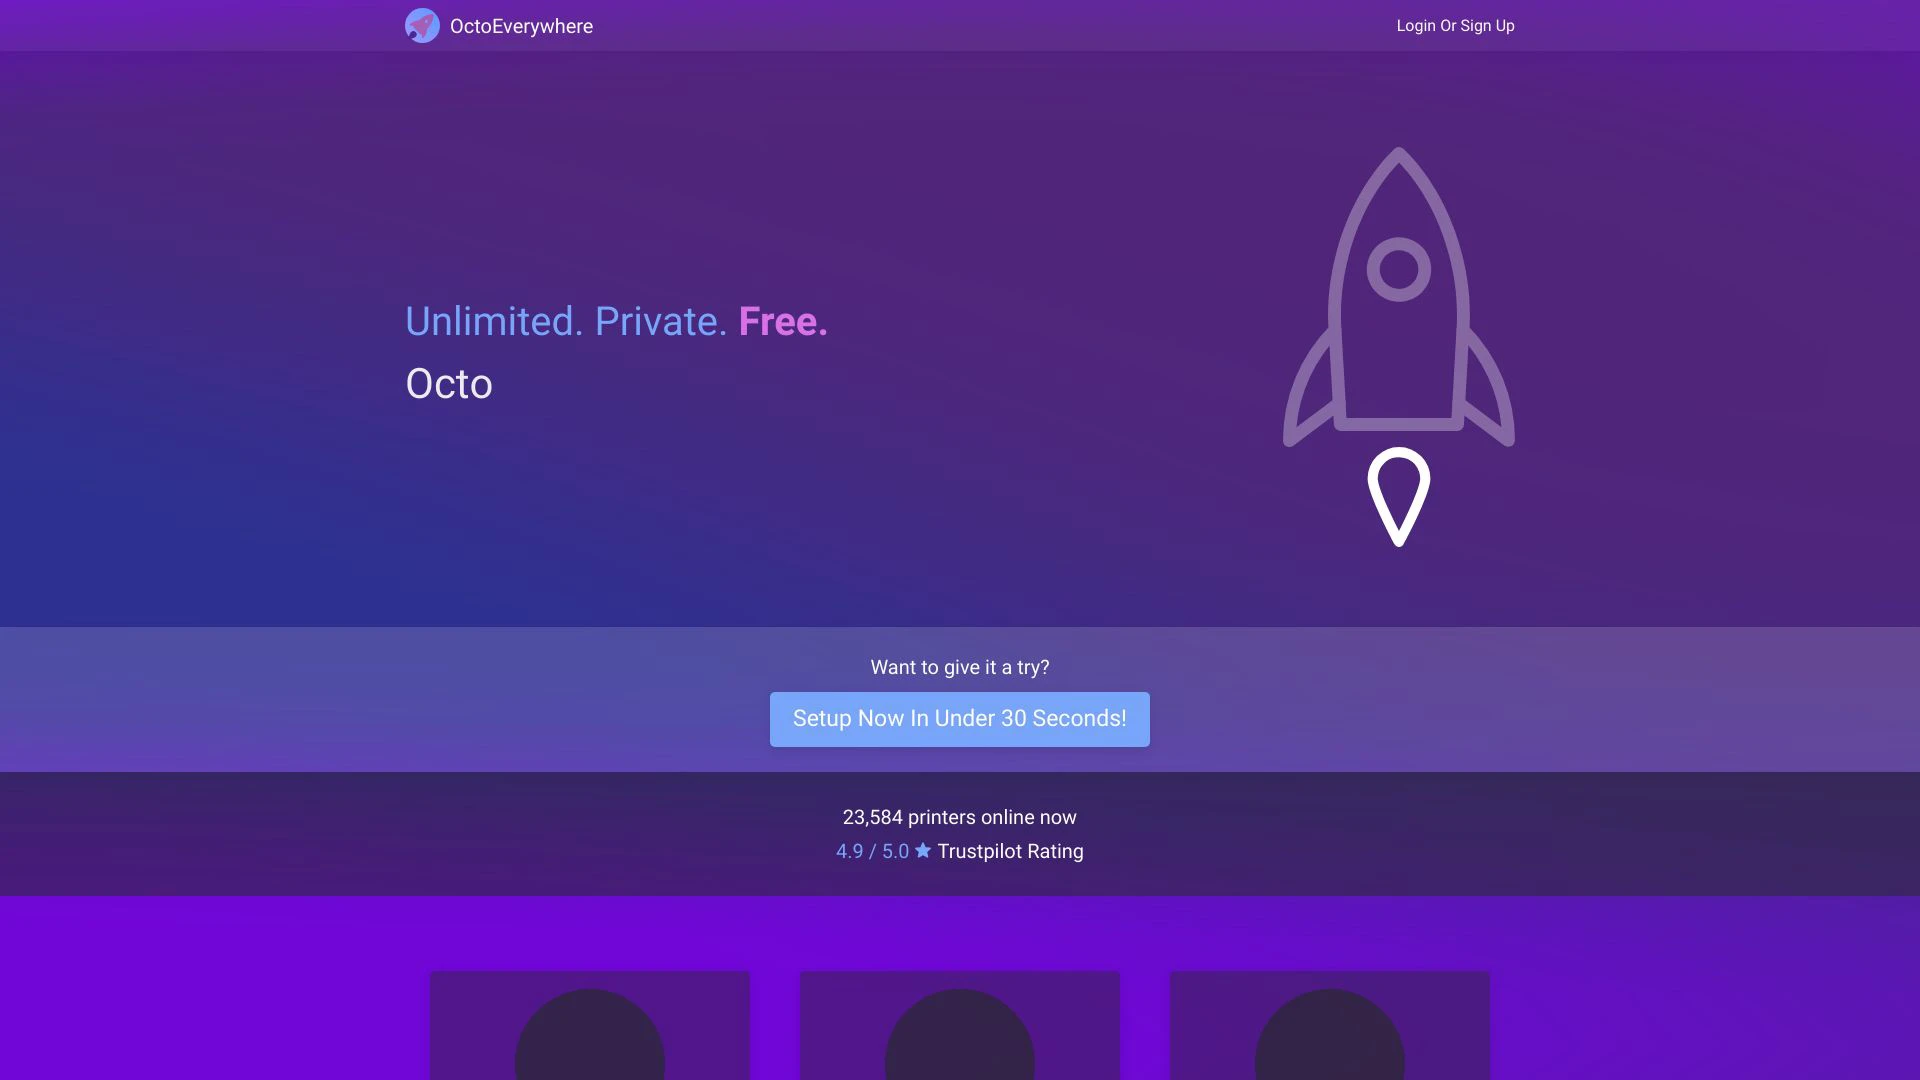 OctoEverywhere
Login Or Sign Up
Unlimited. Private. Free.
Octo
Want to give it a try?
Setup Now In Under 30 Seconds!
23,584 printers online now
4.9 / 5.0 ★ Trustpilot Rating